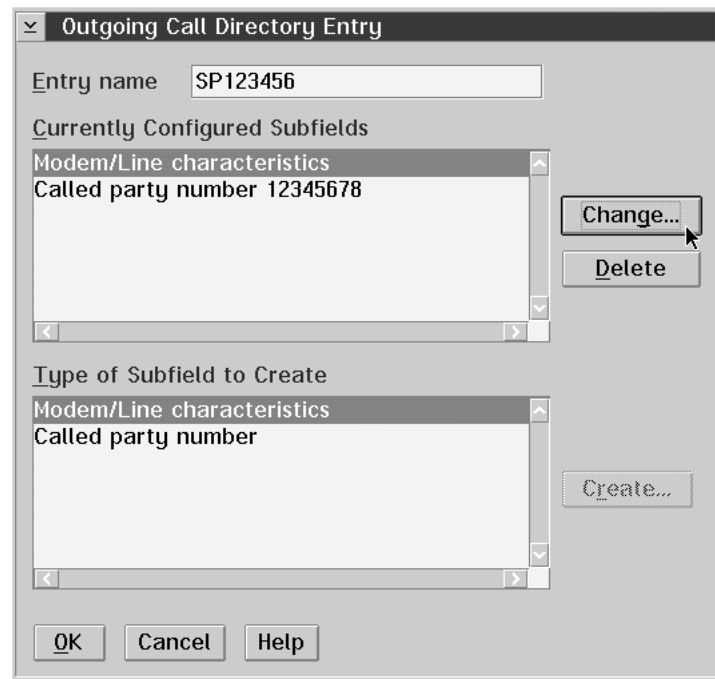 Outgoing Call Directory Entry
Entry name SP123456
Currently Configured Subfields
Modem/Line characteristics
Called party number 12345678
Change...
Delete
Type of Subfield to Create
Modem/Line characteristics
Called party number
Create...
OK Cancel Help